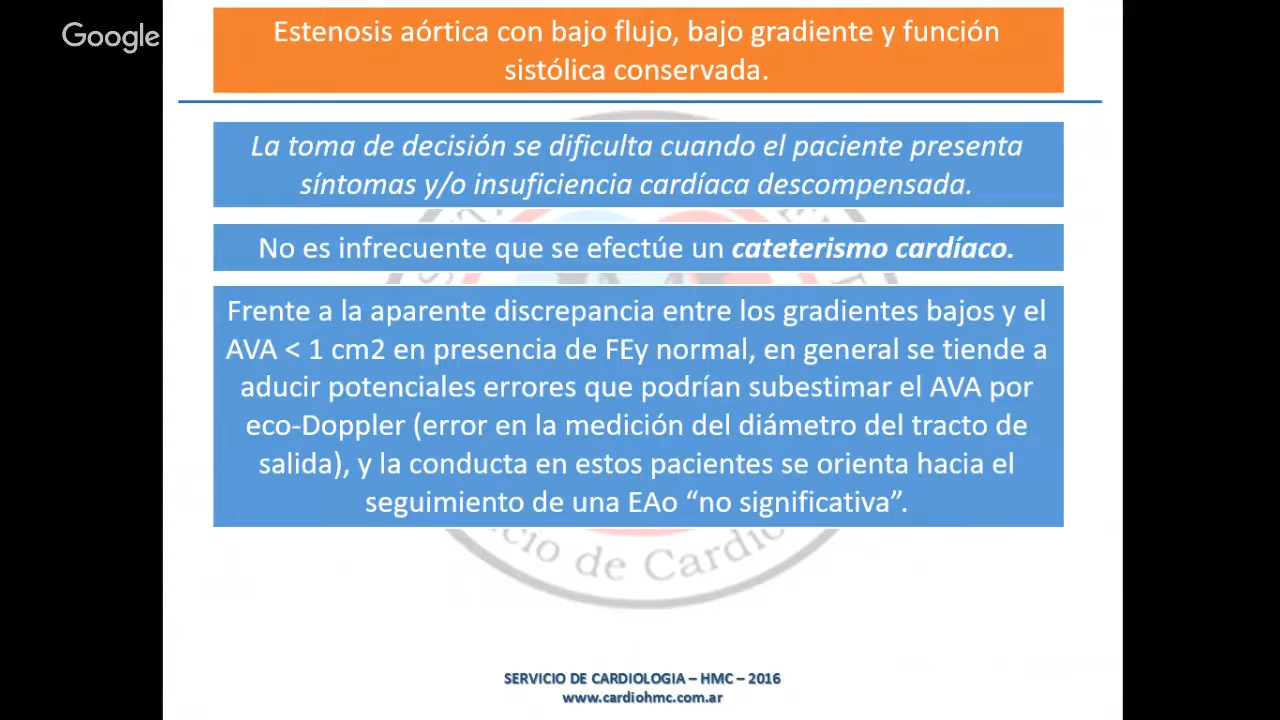 Google
Estenosis aórtica con bajo flujo, bajo gradiente y función
sistólica conservada.
La toma de decisión se dificulta cuando el paciente presenta
síntomas y/o insuficiencia cardíaca descompensada.
No es infrecuente que se efectúe un cateterismo cardíaco.
Frente a la aparente discrepancia entre los gradientes bajos y el
AVA < 1 cm2 en presencia de FEy normal, en general se tiende a
aducir potenciales errores que podrían subestimar el AVA por
eco-Doppler (error en la medición del diámetro del tracto de
salida), y la conducta en estos pacientes se orienta hacia el
seguimiento de una EAo “no significativa”.
cio de Cardio
SERVICIO DE CARDIOLOGIA – HMC – 2016
www.cardiohmc.com.ar